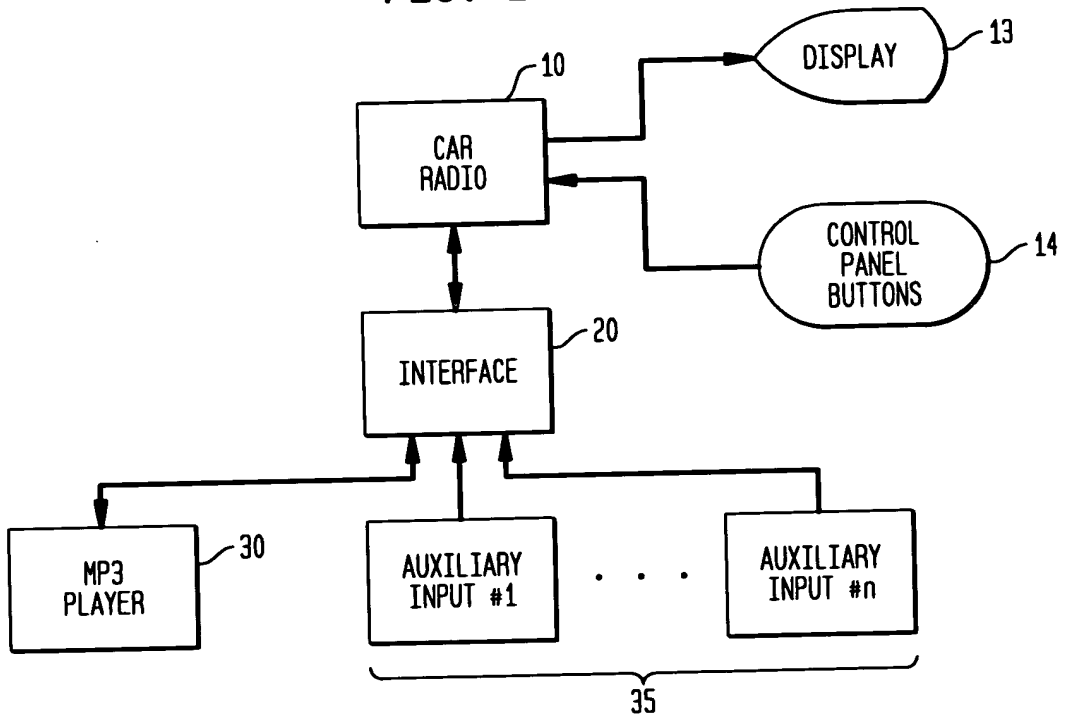 13
DISPLAY
10
CAR
RADIO
CONTROL
PANEL
BUTTONS
14
20
INTERFACE
30
MP3
PLAYER
AUXILIARY
INPUT #1
. . .
AUXILIARY
INPUT #n
35